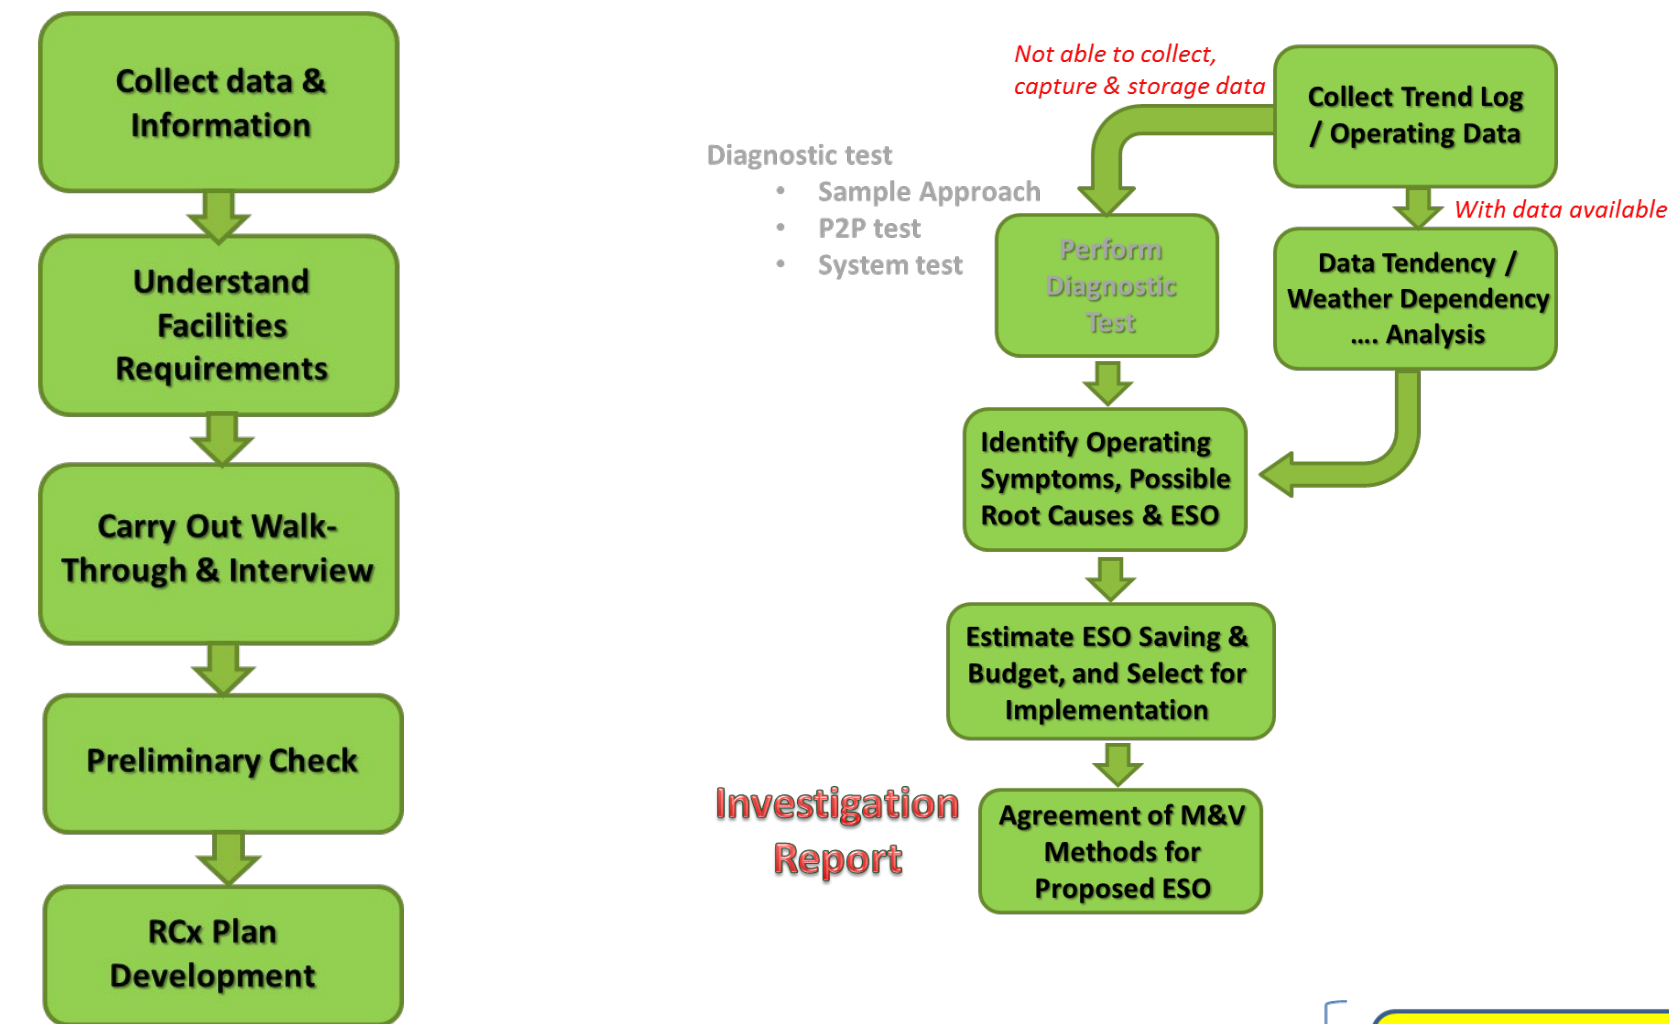 Collect data &
Information
Understand
Facilities
Requirements
Carry Out Walk-
Through & Interview
Preliminary Check
RCx Plan
Development
Not able to collect,
capture & storage data
Collect Trend Log
/ Operating Data
With data available
Diagnostic test
• Sample Approach
• P2P test
• System test
Perform
Diagnostic
Test
Data Tendency /
Weather Dependency
.... Analysis
Identify Operating
Symptoms, Possible
Root Causes & ESO
Estimate ESO Saving &
Budget, and Select for
Implementation
Investigation
Report
Agreement of M&V
Methods for
Proposed ESO